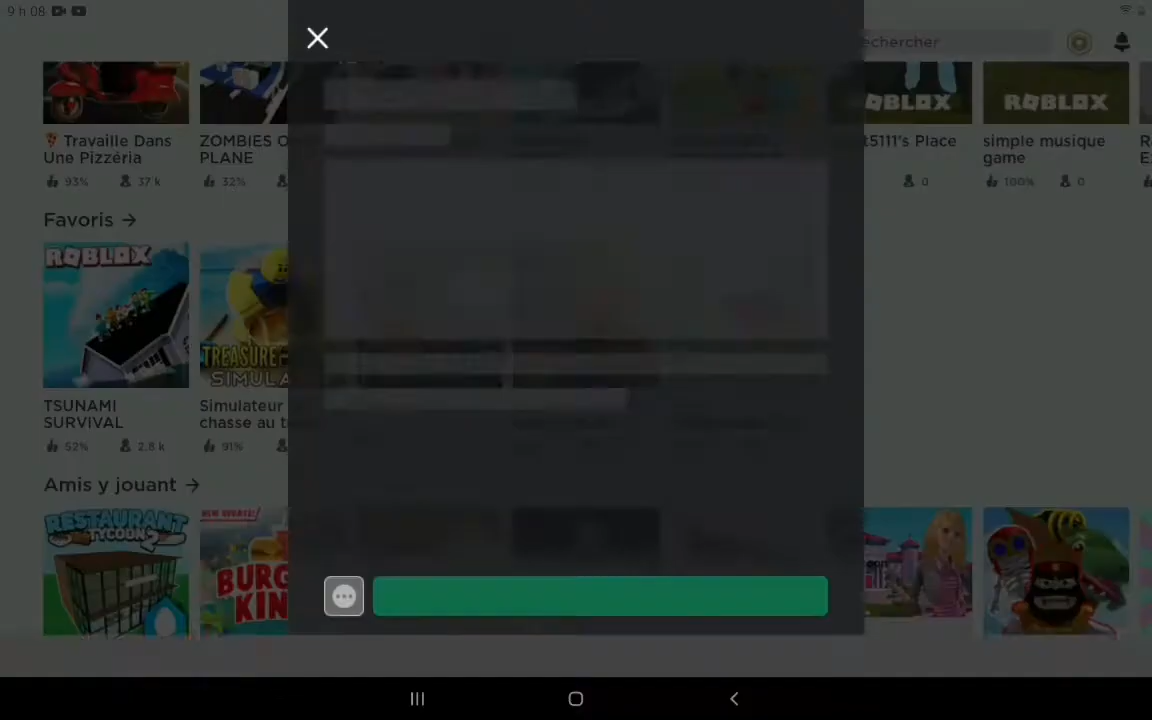 9 h 08
echercher
ROBLOX
🍕 Travaille Dans
Une Pizzéria
93% 37 k
ZOMBIES O
PLANE
32%
t5111's Place
0
simple musique
game
100% 0
Favoris →
ROBLOX
TSUNAMI
SURVIVAL
52% 2,8 k
TREASURE
SIMULA
Simulateur
chasse au t
91%
Amis y jouant →
RESTAURANT
TYCOON 2
BURG
KIN